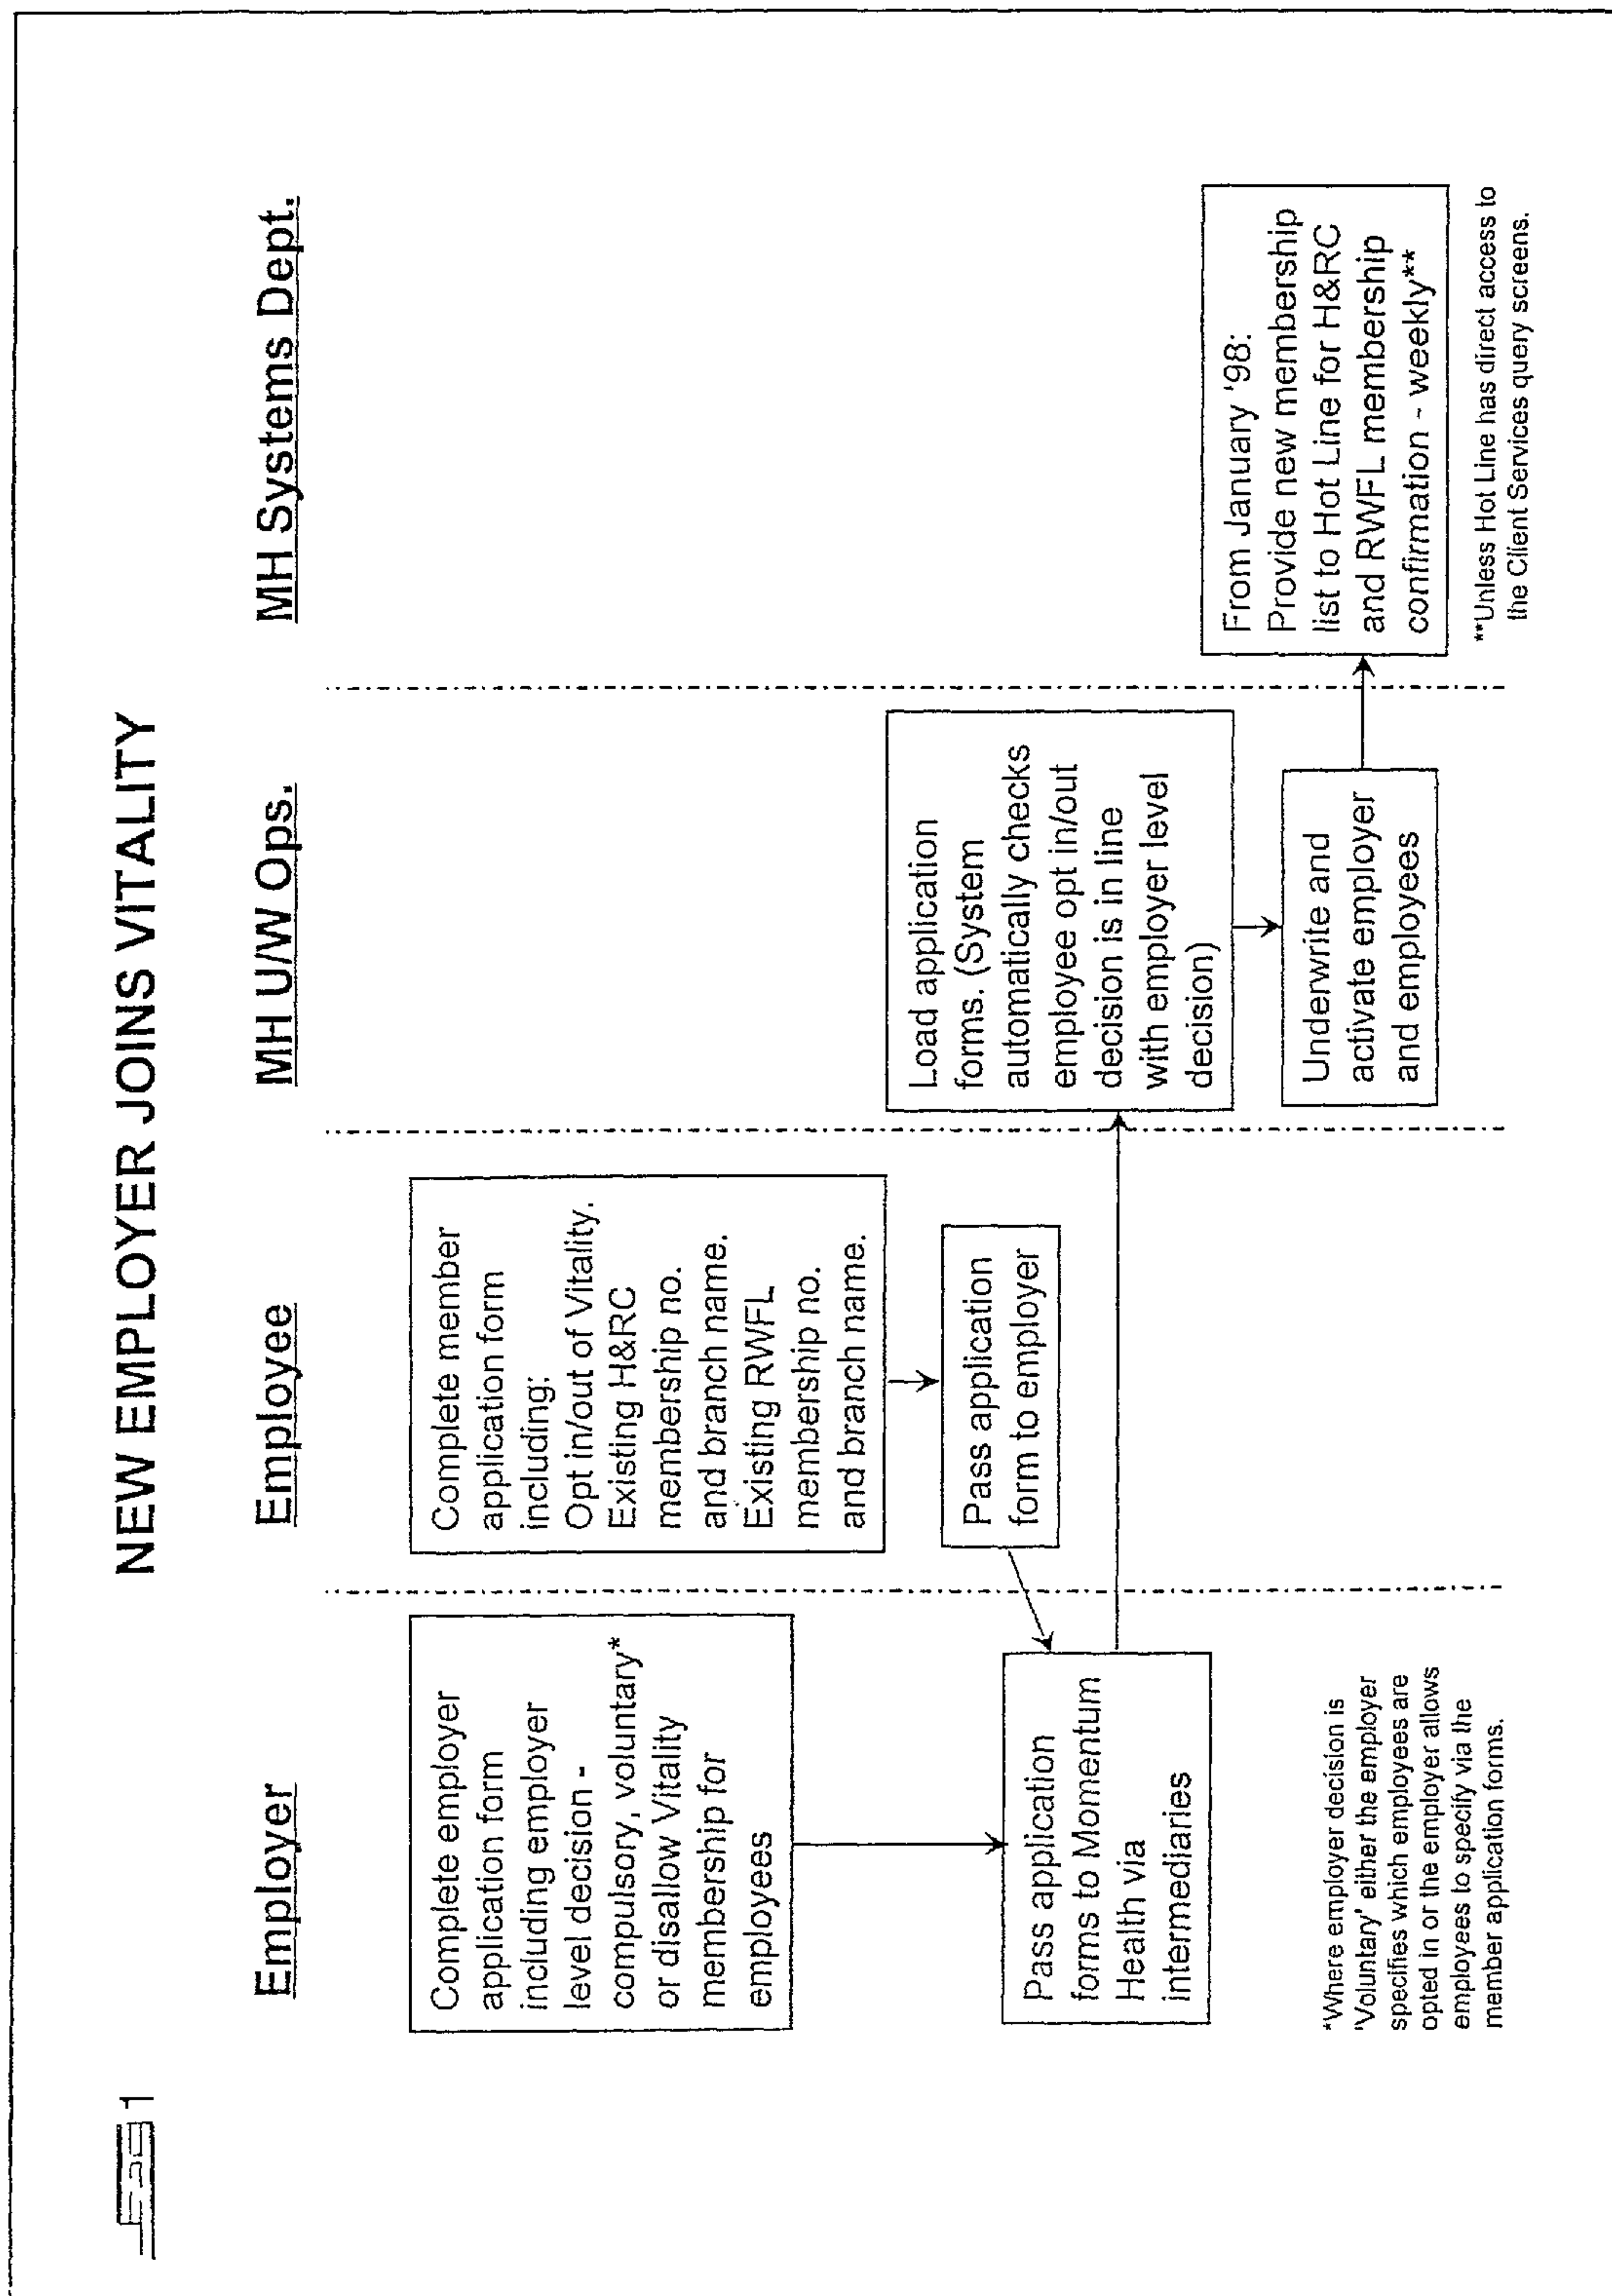 1
NEW EMPLOYER JOINS VITALITY
Employer
Employee
MH U/W Ops.
MH Systems Dept.
Complete employer
application form
including employer
level decision -
compulsory, voluntary*
or disallow Vitality
membership for
employees
Pass application
forms to Momentum
Health via
intermediaries
*Where employer decision is
'Voluntary' either the employer
specifies which employees are
opted in or the employer allows
employees to specify via the
member application forms.
Complete member
application form
including:
Opt in/out of Vitality.
Existing H&RC
membership no.
and branch name.
Existing RWFL
membership no.
and branch name.
Pass application
form to employer
Load application
forms. (System
automatically checks
employee opt in/out
decision is in line
with employer level
decision)
Underwrite and
activate employer
and employees
From January '98:
Provide new membership
list to Hot Line for H&RC
and RWFL membership
confirmation - weekly**
**Unless Hot Line has direct access to
the Client Services query screens.